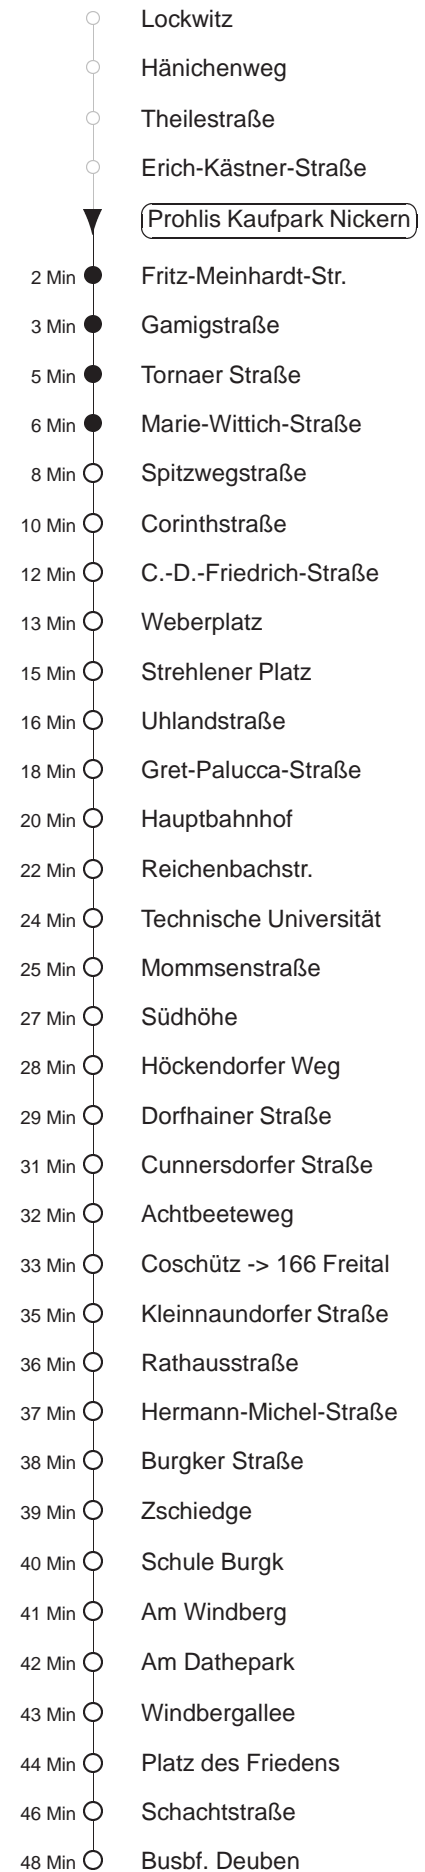 Lockwitz
Hänichenweg
Theilestraße
Erich-Kästner-Straße
Prohlis Kaufpark Nickern
2 Min Fritz-Meinhardt-Str.
3 Min Gamigstraße
5 Min Tornaer Straße
6 Min Marie-Wittich-Straße
8 Min Spitzwegstraße
10 Min Corinthstraße
12 Min C.-D.-Friedrich-Straße
13 Min Weberplatz
15 Min Strehlener Platz
16 Min Uhlandstraße
18 Min Gret-Palucca-Straße
20 Min Hauptbahnhof
22 Min Reichenbachstr.
24 Min Technische Universität
25 Min Mommsenstraße
27 Min Südhöhe
28 Min Höckendorfer Weg
29 Min Dorfhainer Straße
31 Min Cunnersdorfer Straße
32 Min Achtbeeteweg
33 Min Coschütz -> 166 Freital
35 Min Kleinnaundorfer Straße
36 Min Rathausstraße
37 Min Hermann-Michel-Straße
38 Min Burgker Straße
39 Min Zschiedge
40 Min Schule Burgk
41 Min Am Windberg
42 Min Am Dathepark
43 Min Windbergallee
44 Min Platz des Friedens
46 Min Schachtstraße
48 Min Busbf. Deuben